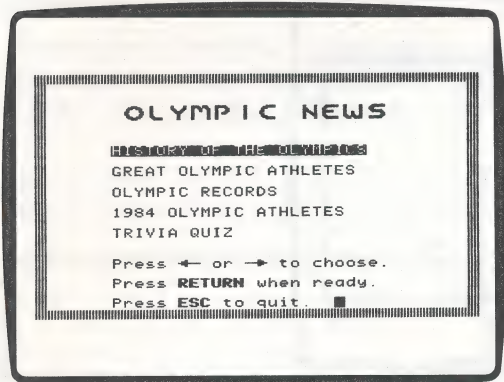 OLYMPIC NEWS
HISTORY OF THE OLYMPICS
GREAT OLYMPIC ATHLETES
OLYMPIC RECORDS
1984 OLYMPIC ATHLETES
TRIVIA QUIZ
Press ← or → to choose.
Press RETURN when ready.
Press ESC to quit.